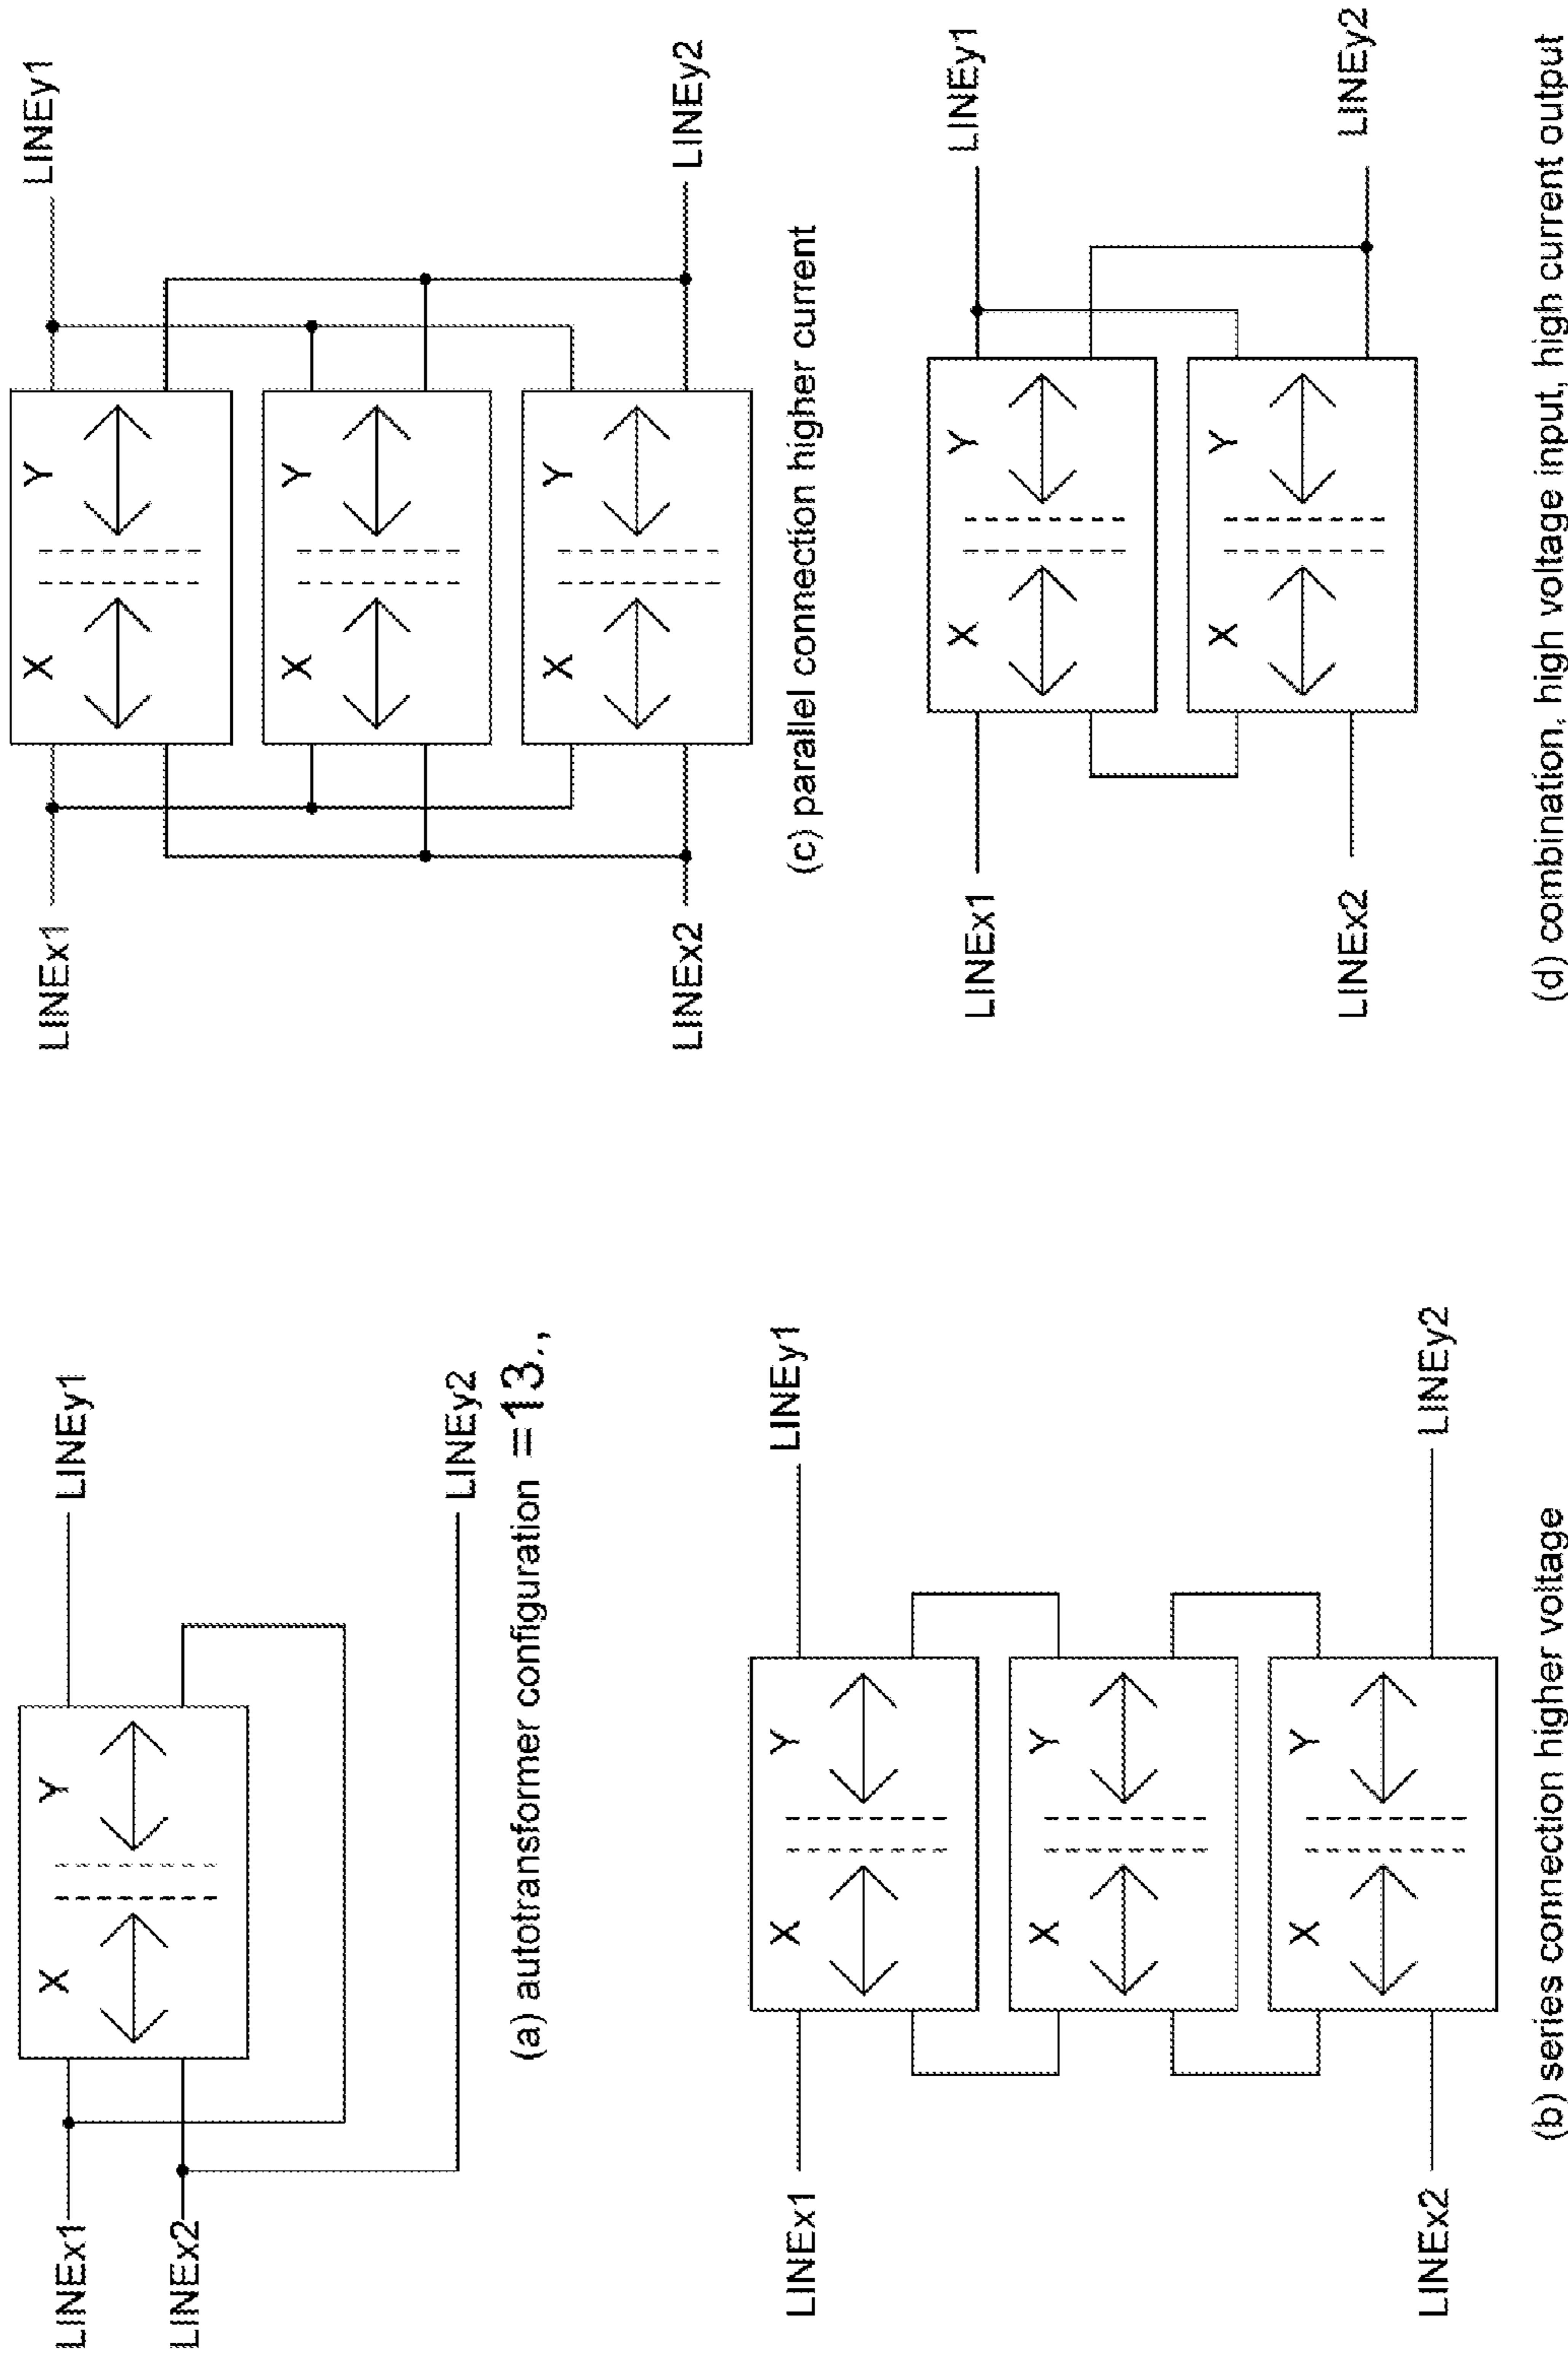 LINEx1
X Y
LINEy1
LINEx2
LINEy2
(a) autotransformer configuration =13.,
LINEx1
X Y
LINEy1
X Y
X Y
LINEx2
LINEy2
(b) series connection higher voltage
LINEx1
X Y
LINEy1
X Y
X Y
LINEx2
LINEy2
(c) parallel connection higher current
LINEx1
X Y
LINEy1
X Y
LINEx2
LINEy2
(d) combination, high voltage input, high current output